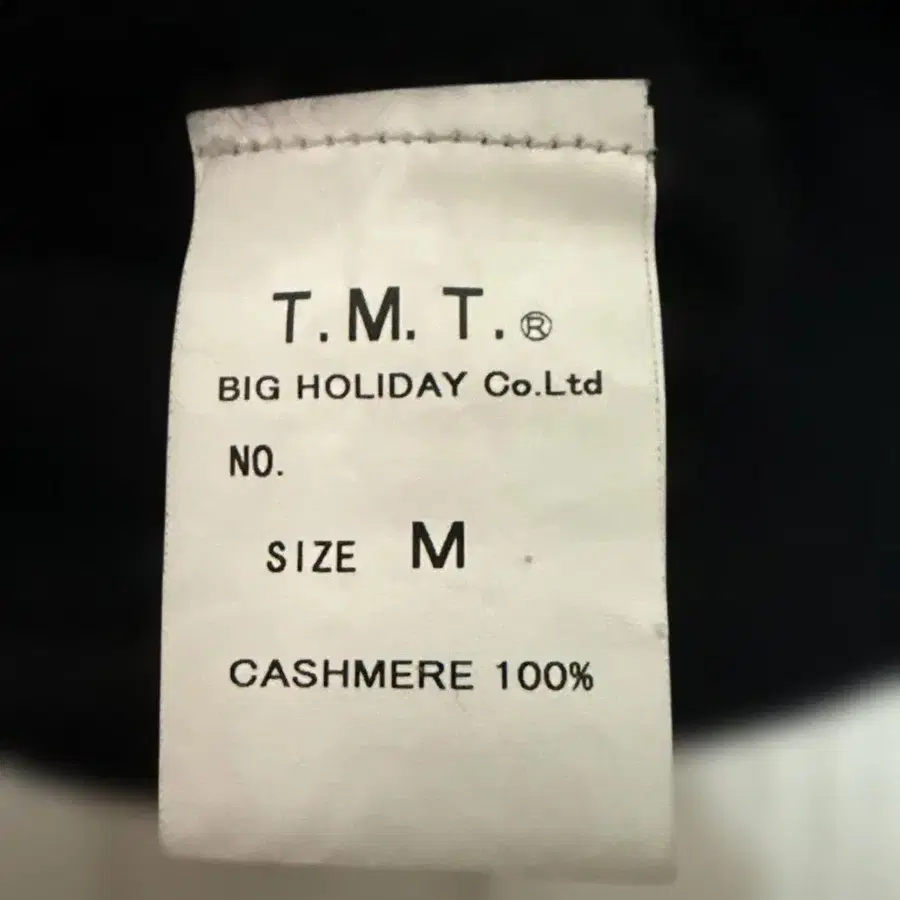 T.M.T.®
BIG HOLIDAY Co.Ltd
NO.
SIZE M
CASHMERE 100%